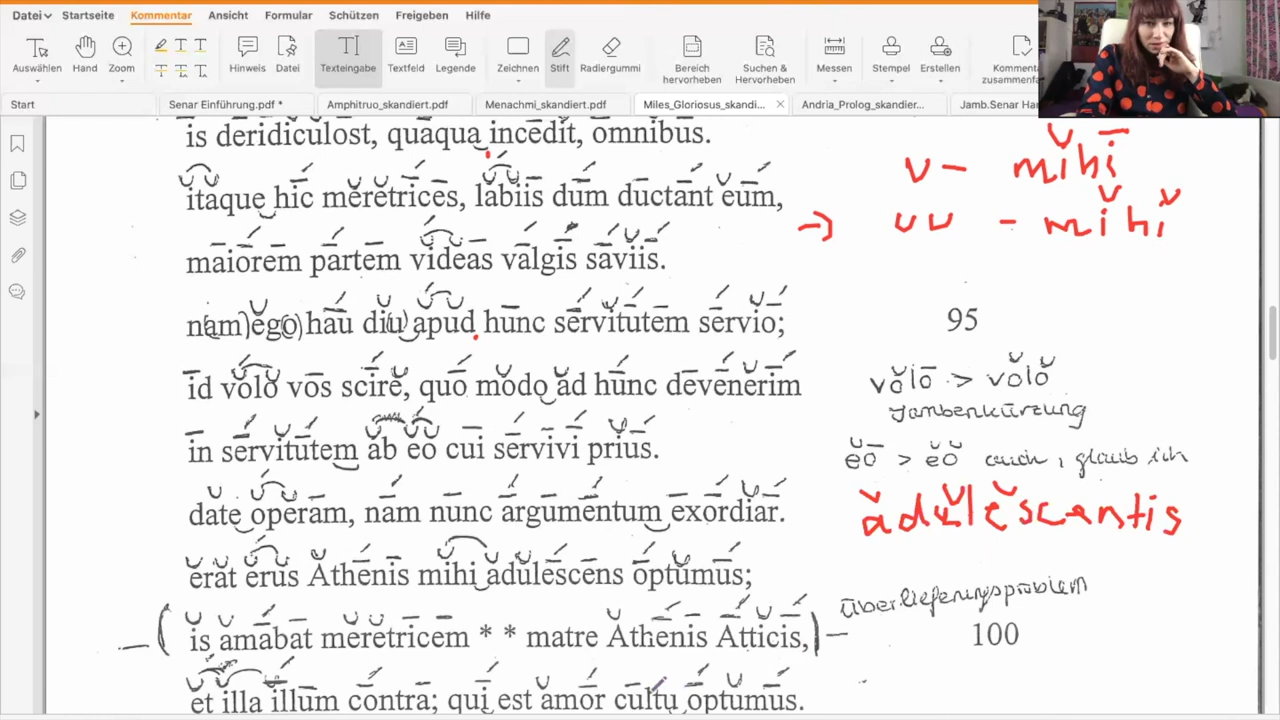 Datei Startseite Kommentar Ansicht Formular Schützen Freigeben Hilfe
Auswählen Hand Zoom Hinweis Datei Texteingabe Textfeld Legende Zeichnen Stift Radiergummi Bereich hervorheben Suchen & Hervorheben Messen Stempel Erstellen Kommenta zusammenfa
Start Senar Einführung.pdf * Amphitruo_skandiert.pdf Menachmi_skandiert.pdf Miles_Gloriosus_skandi... Andria_Prolog_skandier... Jamb.Senar Han
is deridiculost, quaqua incedit, omnibus.
mihi
itaque hic meretrices, labiis dum ductant eum,
→ mihi
maiorem partem videas valgis saviis.
nam ego hau diu apud hunc servitutem servio; 95
id volo vos scire, quo modo ad hunc devenerim
volo > volo
Jambenkürzung
in servitutem ab eo cui servivi prius.
eo > eo auch, glaub ich
date operam, nam nunc argumentum exordiar.
adulescantis
erat erus Athenis mihi adulescens optumus;
Überlieferungsproblem
(is amabat meretricem * * matre Athenis Atticis,) 100
et illa illum contra; qui est amor cultu optumus.